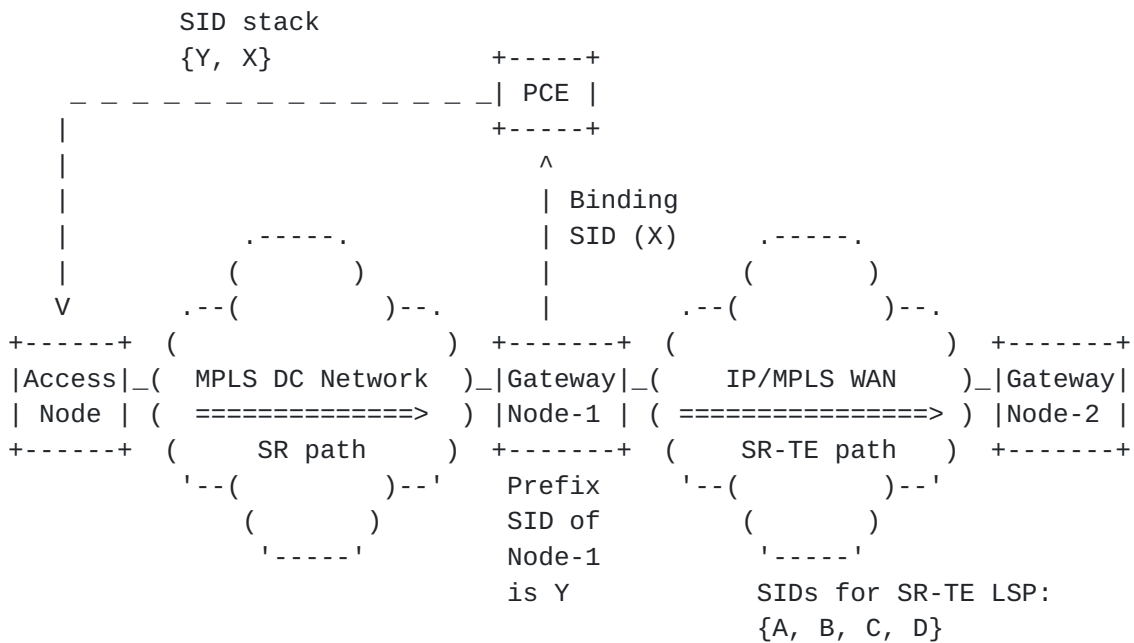 SID stack
{Y, X}
PCE
Binding
SID (X)
Access
Node
MPLS DC Network
SR path
Gateway
Node-1
IP/MPLS WAN
SR-TE path
Gateway
Node-2
Prefix
SID of
Node-1
is Y
SIDs for SR-TE LSP:
{A, B, C, D}